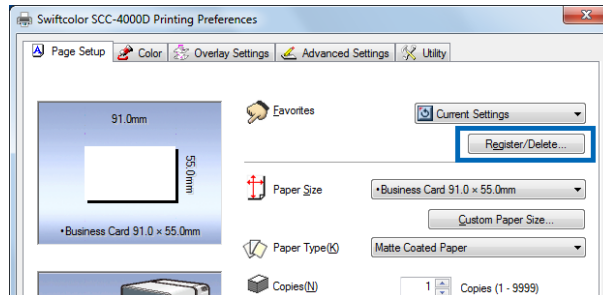 Swiftcolor SCC-4000D Printing Preferences
Page Setup Color Overlay Settings Advanced Settings Utility
Favorites Current Settings
Register/Delete...
91.0mm
55.0mm
•Business Card 91.0 × 55.0mm
Paper Size •Business Card 91.0 × 55.0mm
Custom Paper Size...
Paper Type(K) Matte Coated Paper
Copies(N) 1 Copies (1 - 9999)